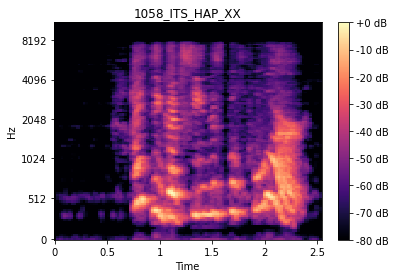 1058_ITS_HAP_XX
+0 dB
8192
-10 dB
4096
-20 dB
-30 dB
2048
Hz
-40 dB
1024
-50 dB
512
-60 dB
-70 dB
0
-80 dB
0 0.5 1 1.5 2 2.5
Time